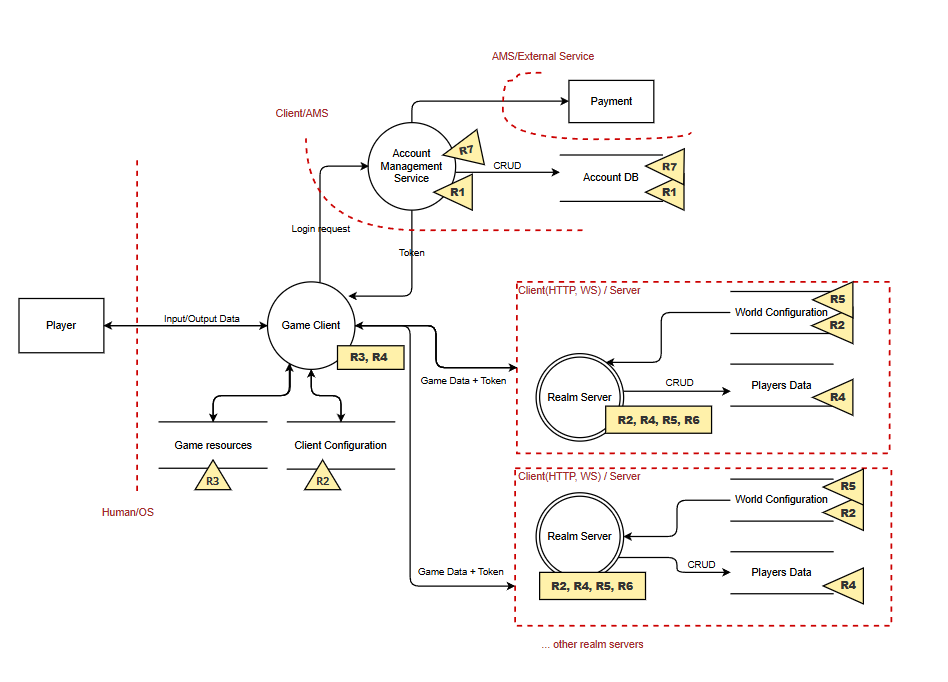 AMS/External Service
Payment
Client/AMS
Account
Management
Service
R7
R1
CRUD
Account DB
R7
R1
Login request
Token
Player
Input/Output Data
Game Client
R3, R4
Game Data + Token
Game resources
R3
Client Configuration
R2
Human/OS
Client(HTTP, WS) / Server
World Configuration
R5
R2
Realm Server
R2, R4, R5, R6
CRUD
Players Data
R4
Client(HTTP, WS) / Server
World Configuration
R5
R2
Realm Server
R2, R4, R5, R6
CRUD
Players Data
R4
Game Data + Token
... other realm servers